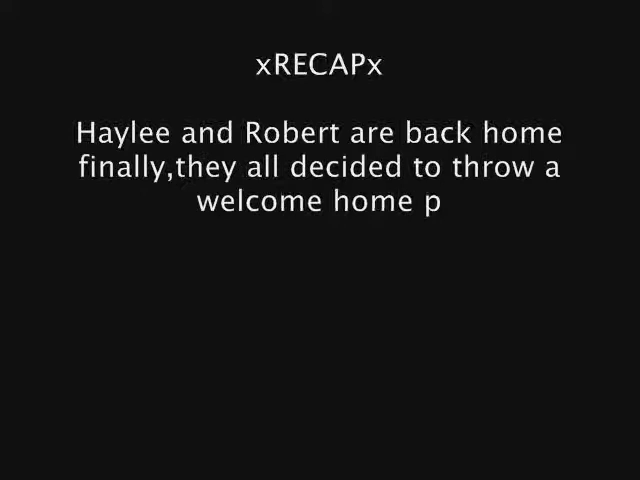 xRECAPx
Haylee and Robert are back home
finally,they all decided to throw a
welcome home p